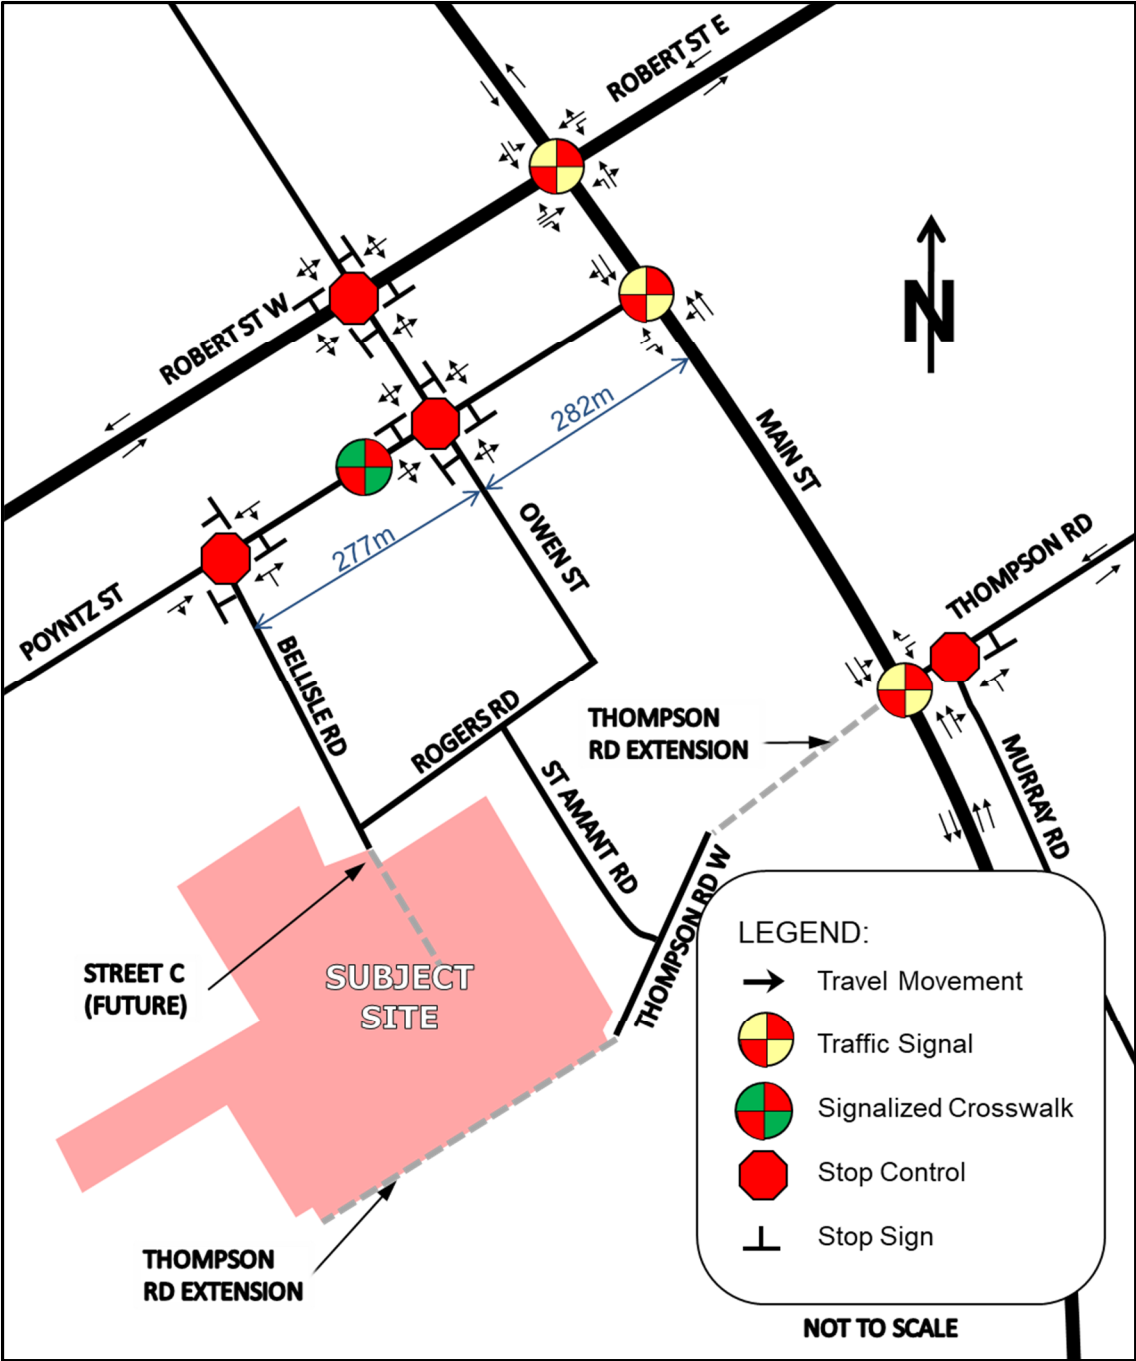 ROBERT ST E
ROBERT ST W
N
282m
MAIN ST
277m
OWEN ST
THOMPSON RD
POYNTZ ST
BELLISLE RD
ROGERS RD
THOMPSON
RD EXTENSION
ST AMANT RD
MURRAY RD
THOMPSON RD W
STREET C
(FUTURE)
SUBJECT
SITE
THOMPSON
RD EXTENSION
LEGEND:
Travel Movement
Traffic Signal
Signalized Crosswalk
Stop Control
Stop Sign
NOT TO SCALE